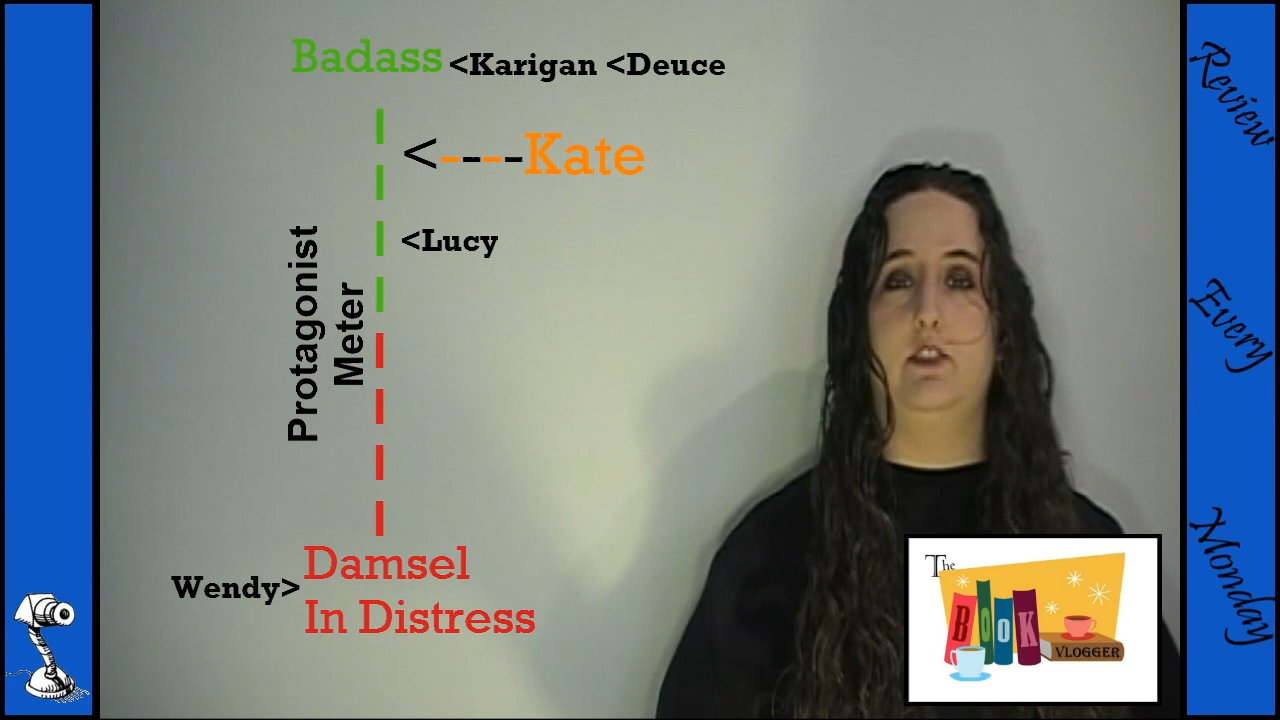 Badass <Karigan <Deuce
<----Kate
<Lucy
Protagonist
Meter
Wendy>
Damsel
In Distress
Review
Every
Monday
The
BOOK
VLOGGER